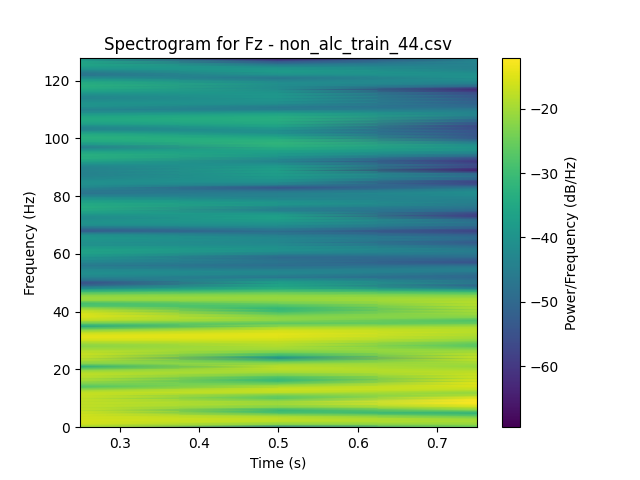 Spectrogram for Fz - non_alc_train_44.csv
120
100
80
60
40
20
0
Frequency (Hz)
0.3 0.4 0.5 0.6 0.7
Time (s)
−20
−30
−40
−50
−60
Power/Frequency (dB/Hz)